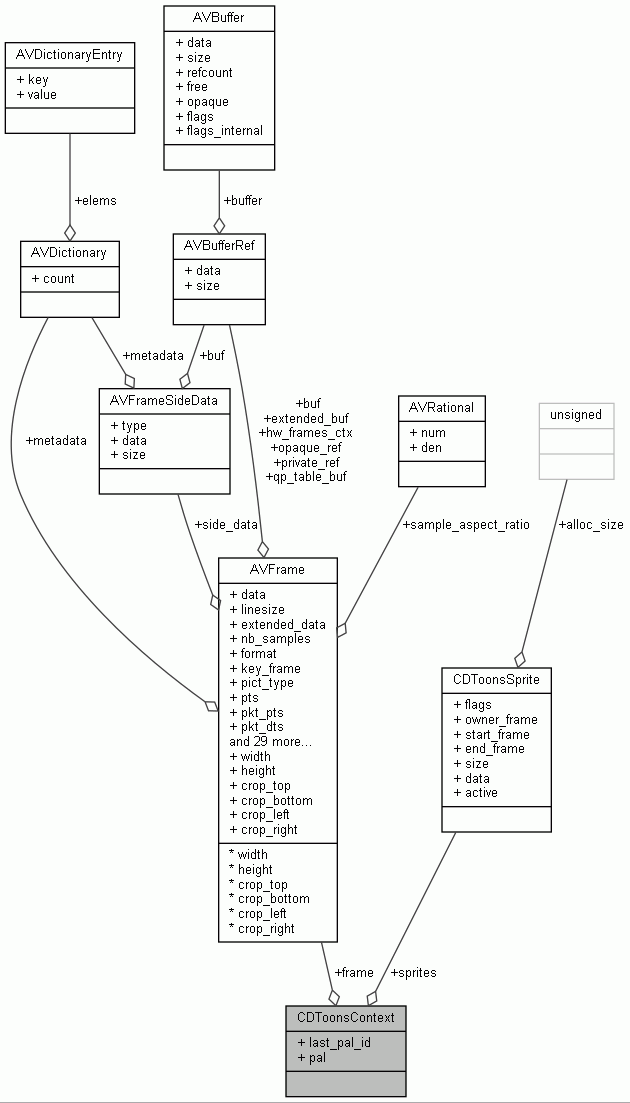 AVBuffer
+ data
+ size
+ refcount
+ free
+ opaque
+ flags
+ flags_internal
AVDictionaryEntry
+ key
+ value
+elems
+buffer
AVDictionary
+ count
AVBufferRef
+ data
+ size
+metadata
+buf
AVFrameSideData
+ type
+ data
+ size
+buf
+extended_buf
+hw_frames_ctx
+opaque_ref
+private_ref
+qp_table_buf
AVRational
+ num
+ den
unsigned
+metadata
+side_data
+sample_aspect_ratio
+alloc_size
AVFrame
+ data
+ linesize
+ extended_data
+ nb_samples
+ format
+ key_frame
+ pict_type
+ pts
+ pkt_pts
+ pkt_dts
and 29 more...
+ width
+ height
+ crop_top
+ crop_bottom
+ crop_left
+ crop_right
* width
* height
* crop_top
* crop_bottom
* crop_left
* crop_right
CDToonsSprite
+ flags
+ owner_frame
+ start_frame
+ end_frame
+ size
+ data
+ active
+frame
+sprites
CDToonsContext
+ last_pal_id
+ pal